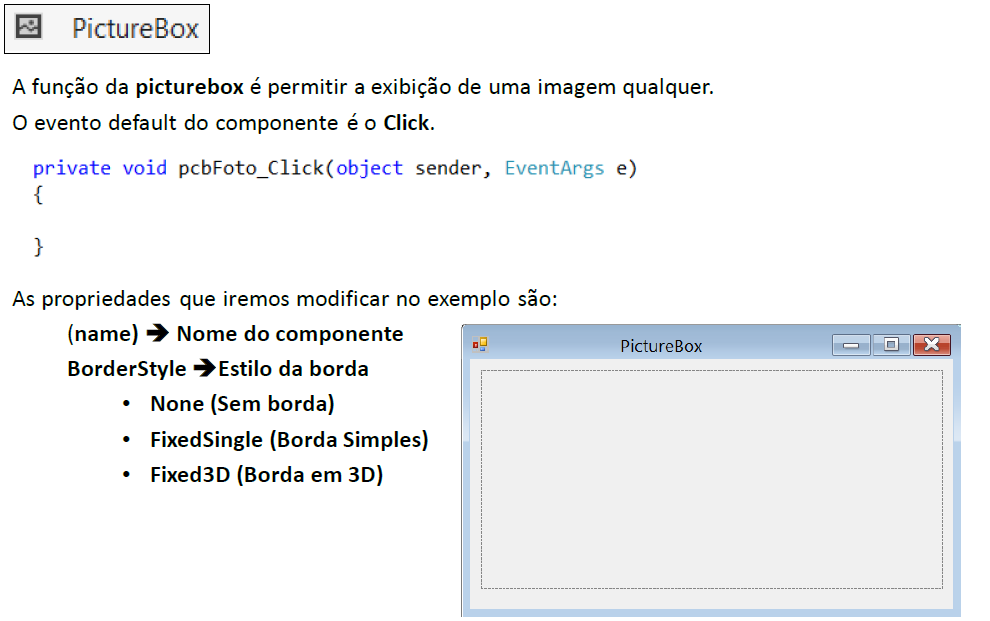 PictureBox
A função da picturebox é permitir a exibição de uma imagem qualquer.
O evento default do componente é o Click.
private void pcbFoto_Click(object sender, EventArgs e)
{
}
As propriedades que iremos modificar no exemplo são:
(name) ➔ Nome do componente
BorderStyle ➔Estilo da borda
• None (Sem borda)
• FixedSingle (Borda Simples)
• Fixed3D (Borda em 3D)
PictureBox